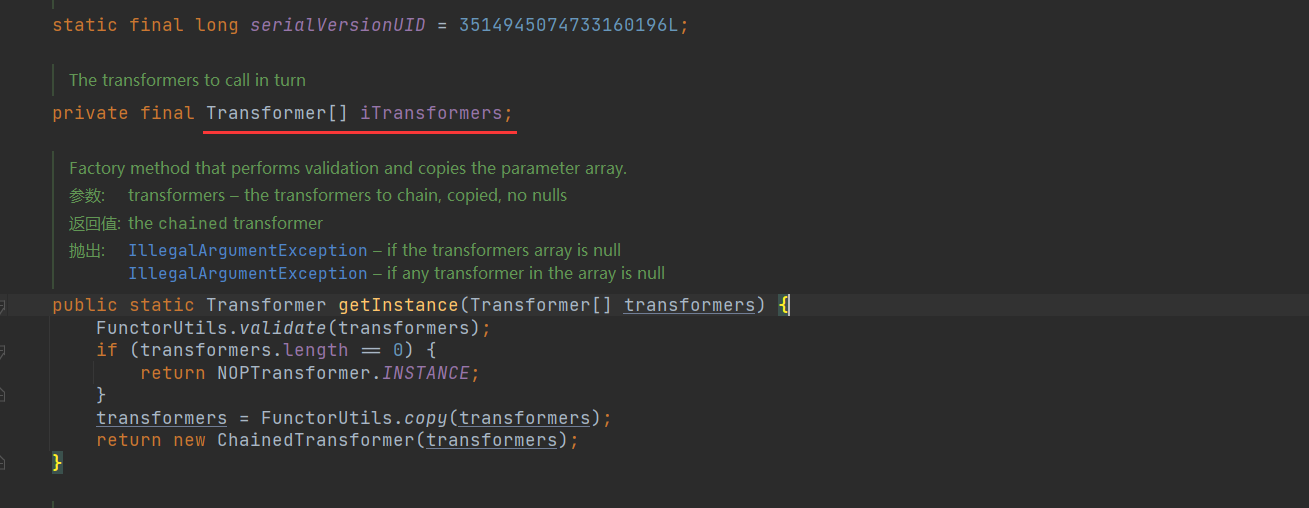 static final long serialVersionUID = 3514945074733160196L;
The transformers to call in turn
private final Transformer[] iTransformers;
Factory method that performs validation and copies the parameter array.
参数: transformers – the transformers to chain, copied, no nulls
返回值: the chained transformer
抛出: IllegalArgumentException – if the transformers array is null
IllegalArgumentException – if any transformer in the array is null
public static Transformer getInstance(Transformer[] transformers) {
FunctorUtils.validate(transformers);
if (transformers.length == 0) {
return NOPTransformer.INSTANCE;
}
transformers = FunctorUtils.copy(transformers);
return new ChainedTransformer(transformers);
}